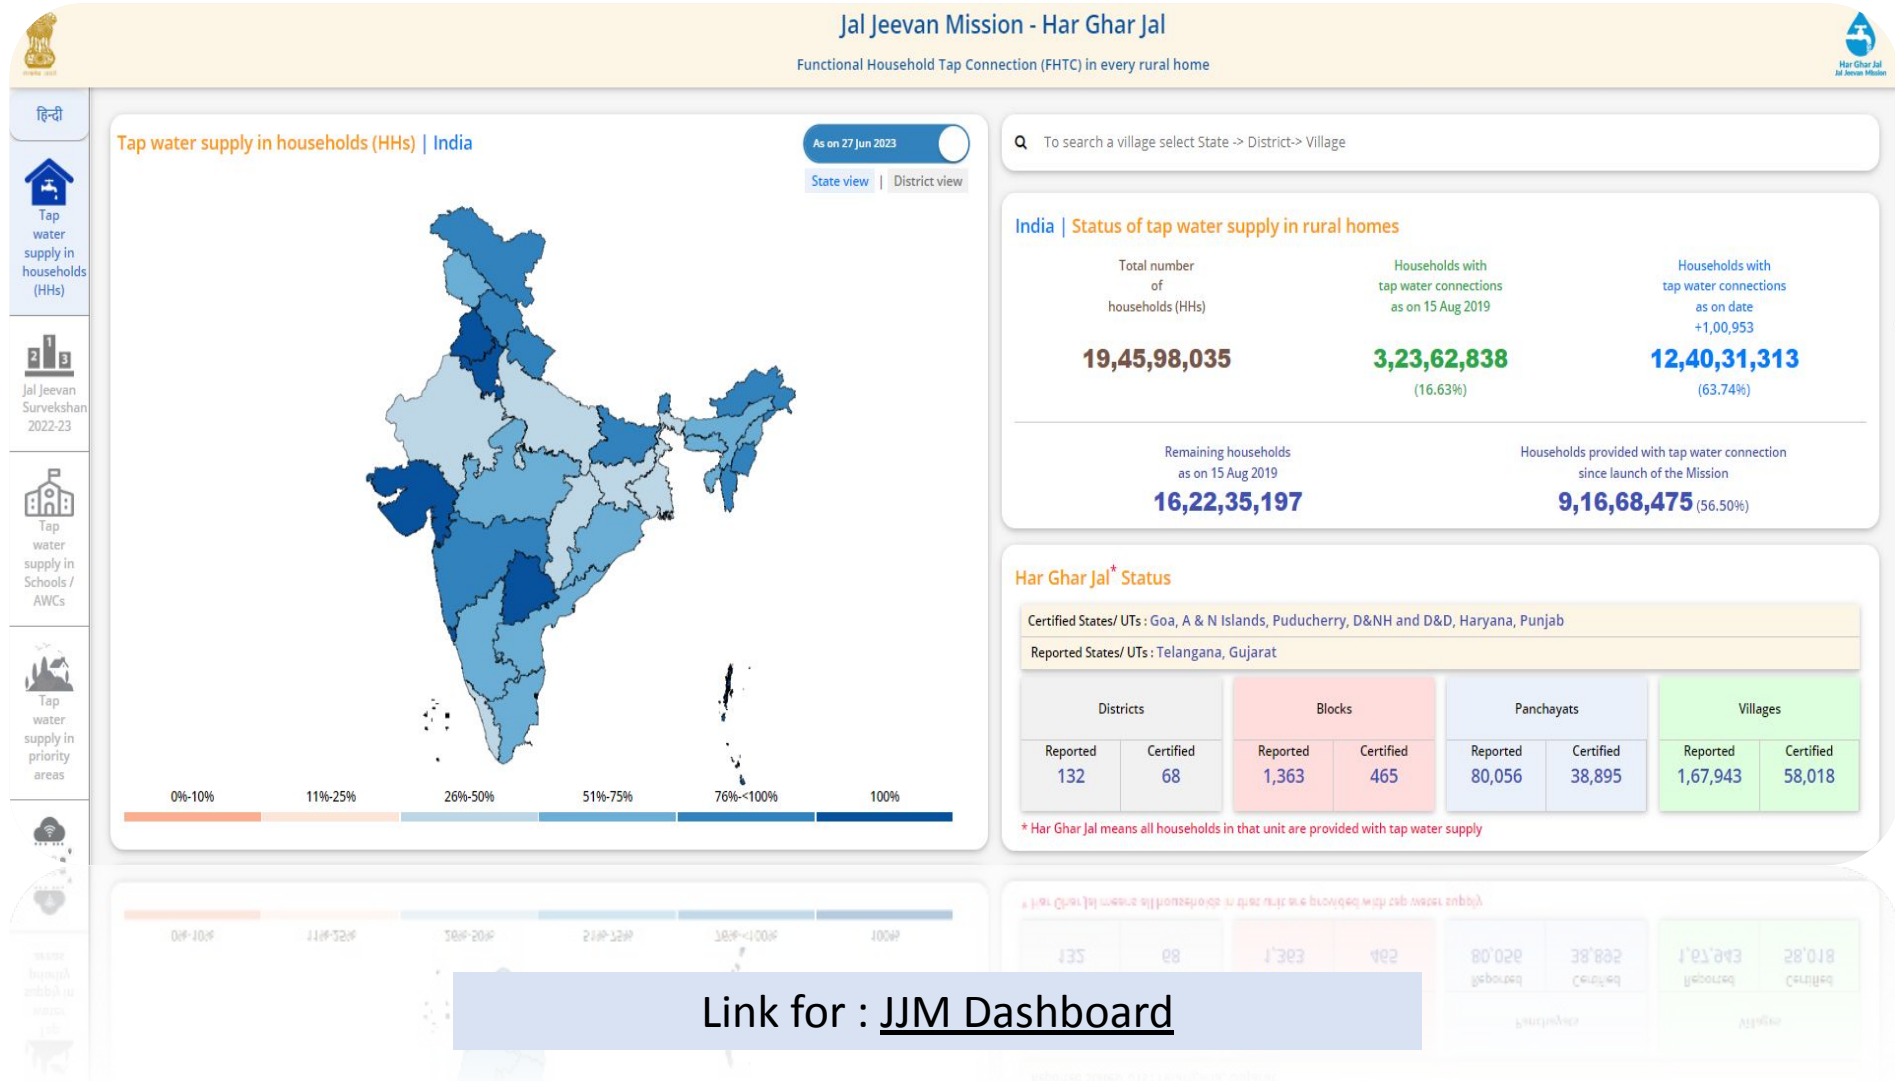 Jal Jeevan Mission - Har Ghar Jal
Functional Household Tap Connection (FHTC) in every rural home
Har Ghar Jal
Jal Jeevan Mission
हिन्दी
Tap
water
supply in
households
(HHs)
Jal Jeevan
Survekshan
2022-23
Tap
water
supply in
Schools /
AWCs
Tap
water
supply in
priority
areas
Tap water supply in households (HHs) | India
As on 27 Jun 2023
State view | District view
0%-10% 11%-25% 26%-50% 51%-75% 76%-<100% 100%
To search a village select State -> District-> Village
India | Status of tap water supply in rural homes
Total number
of
households (HHs)
19,45,98,035
Households with
tap water connections
as on 15 Aug 2019
3,23,62,838
(16.63%)
Households with
tap water connections
as on date
+1,00,953
12,40,31,313
(63.74%)
Remaining households
as on 15 Aug 2019
16,22,35,197
Households provided with tap water connection
since launch of the Mission
9,16,68,475 (56.50%)
Har Ghar Jal* Status
Certified States/ UTs : Goa, A & N Islands, Puducherry, D&NH and D&D, Haryana, Punjab
Reported States/ UTs : Telangana, Gujarat
Districts Blocks Panchayats Villages
Reported Certified Reported Certified Reported Certified Reported Certified
132 68 1,363 465 80,056 38,895 1,67,943 58,018
* Har Ghar Jal means all households in that unit are provided with tap water supply
Link for : JJM Dashboard